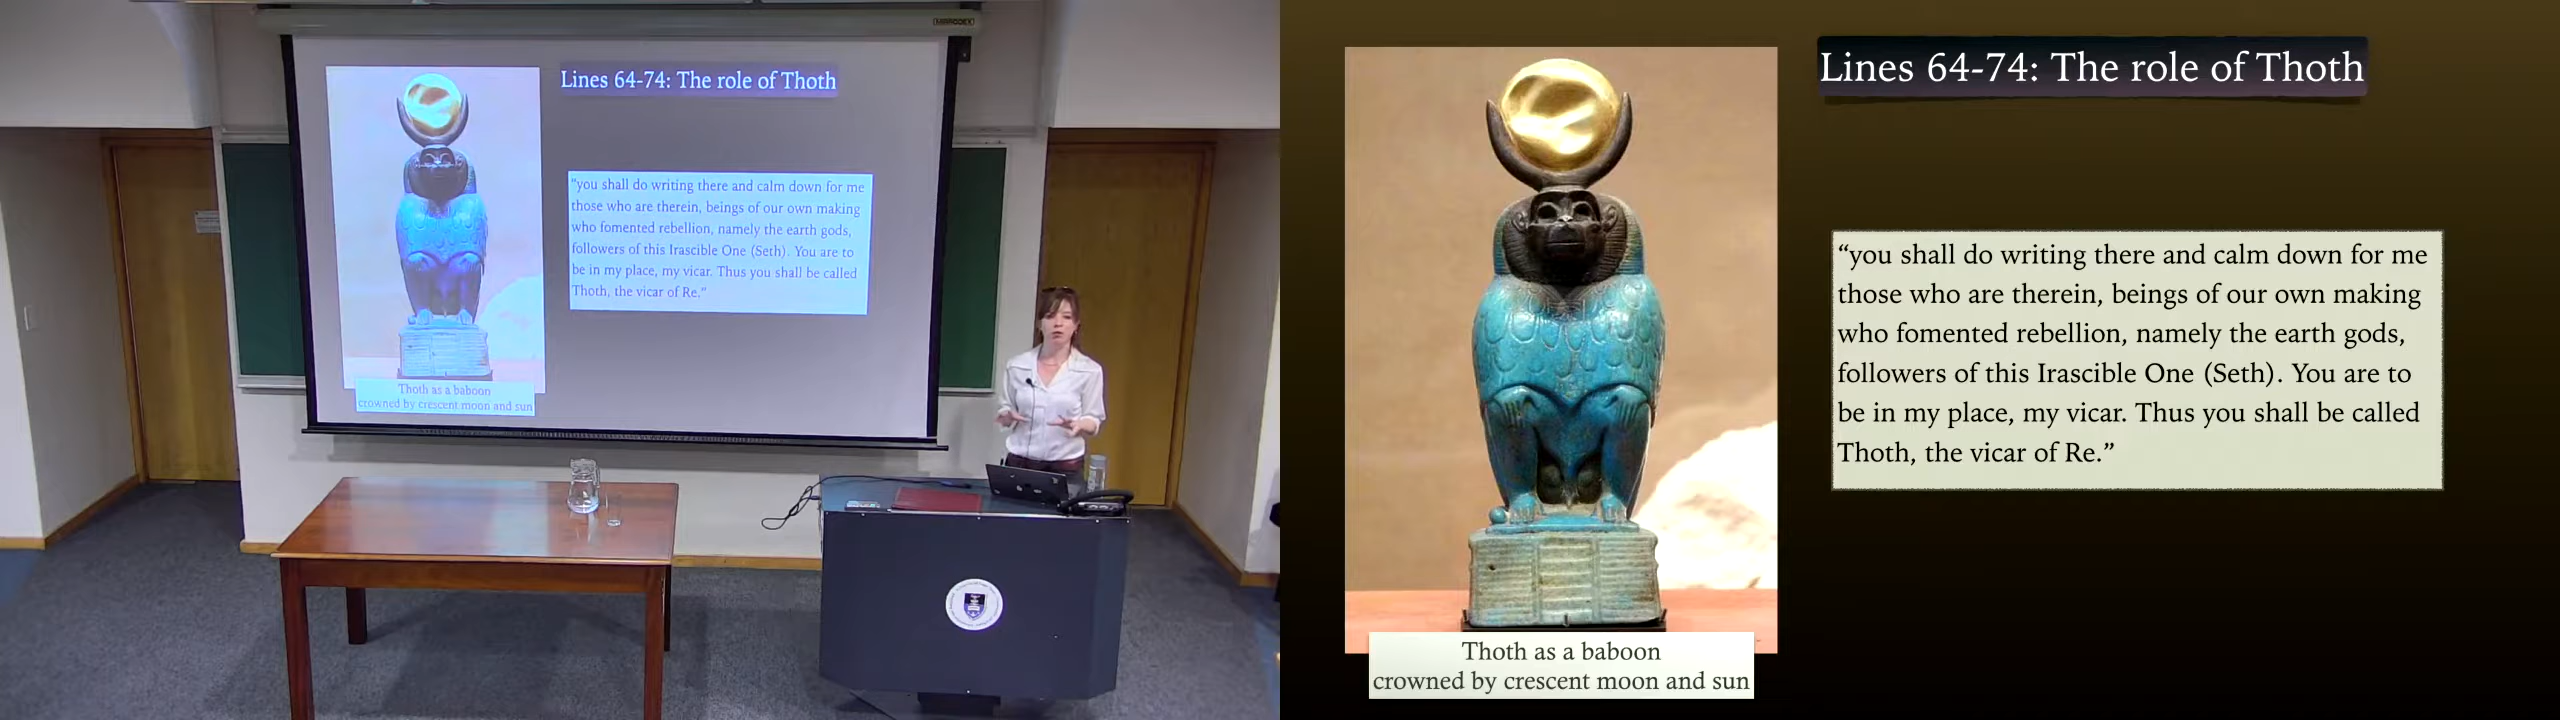 Lines 64-74: The role of Thoth
"you shall do writing there and calm down for me
those who are therein, beings of our own making
who fomented rebellion, namely the earth gods,
followers of this Irascible One (Seth). You are to
be in my place, my vicar. Thus you shall be called
Thoth, the vicar of Re."
Thoth as a baboon
crowned by crescent moon and sun
Lines 64-74: The role of Thoth
“you shall do writing there and calm down for me
those who are therein, beings of our own making
who fomented rebellion, namely the earth gods,
followers of this Irascible One (Seth). You are to
be in my place, my vicar. Thus you shall be called
Thoth, the vicar of Re.”
Thoth as a baboon
crowned by crescent moon and sun